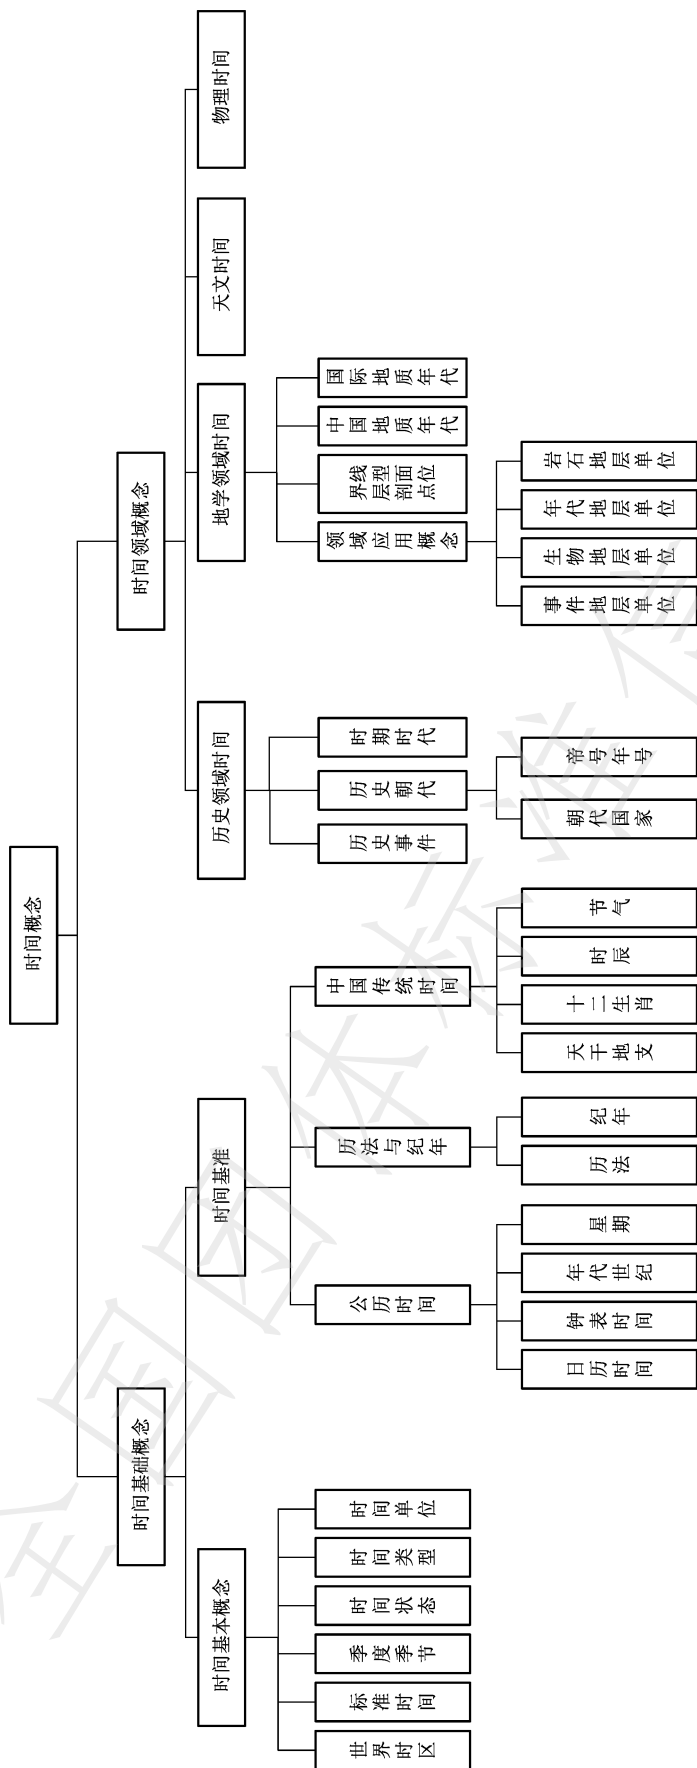 时间概念
时间基础概念
时间领域概念
时间基本概念
时间基准
历史领域时间
地学领域时间
天文时间
物理时间
世界时区
标准时间
季度季节
时间状态
时间类型
时间单位
公历时间
历法与纪年
中国传统时间
历史事件
历史朝代
时期时代
领域应用概念
界线
层型
剖面
点位
中国地质年代
国际地质年代
日历时间
钟表时间
年代世纪
星期
历法
纪年
天干地支
十二生肖
时辰
节气
朝代国家
帝号年号
事件地层单位
生物地层单位
年代地层单位
岩石地层单位
全国团体标准信